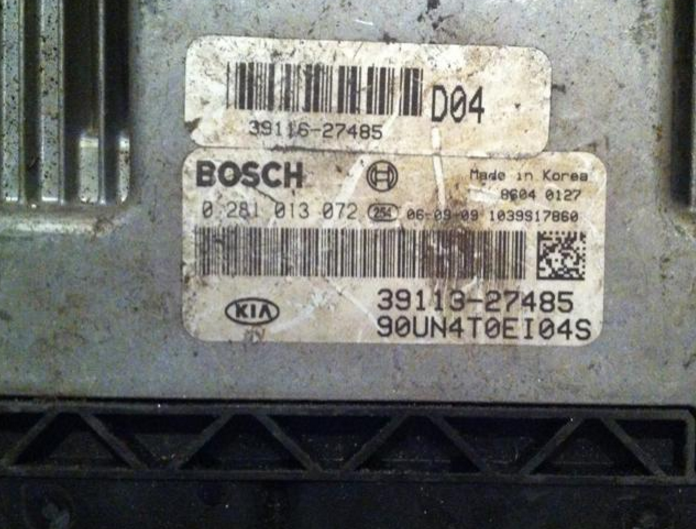 D04
39116-27485
BOSCH Made in Korea
8604 0127
0 281 013 072 254 06-09-09 1039S17860
39113-27485
KIA 90UN4T0EI04S